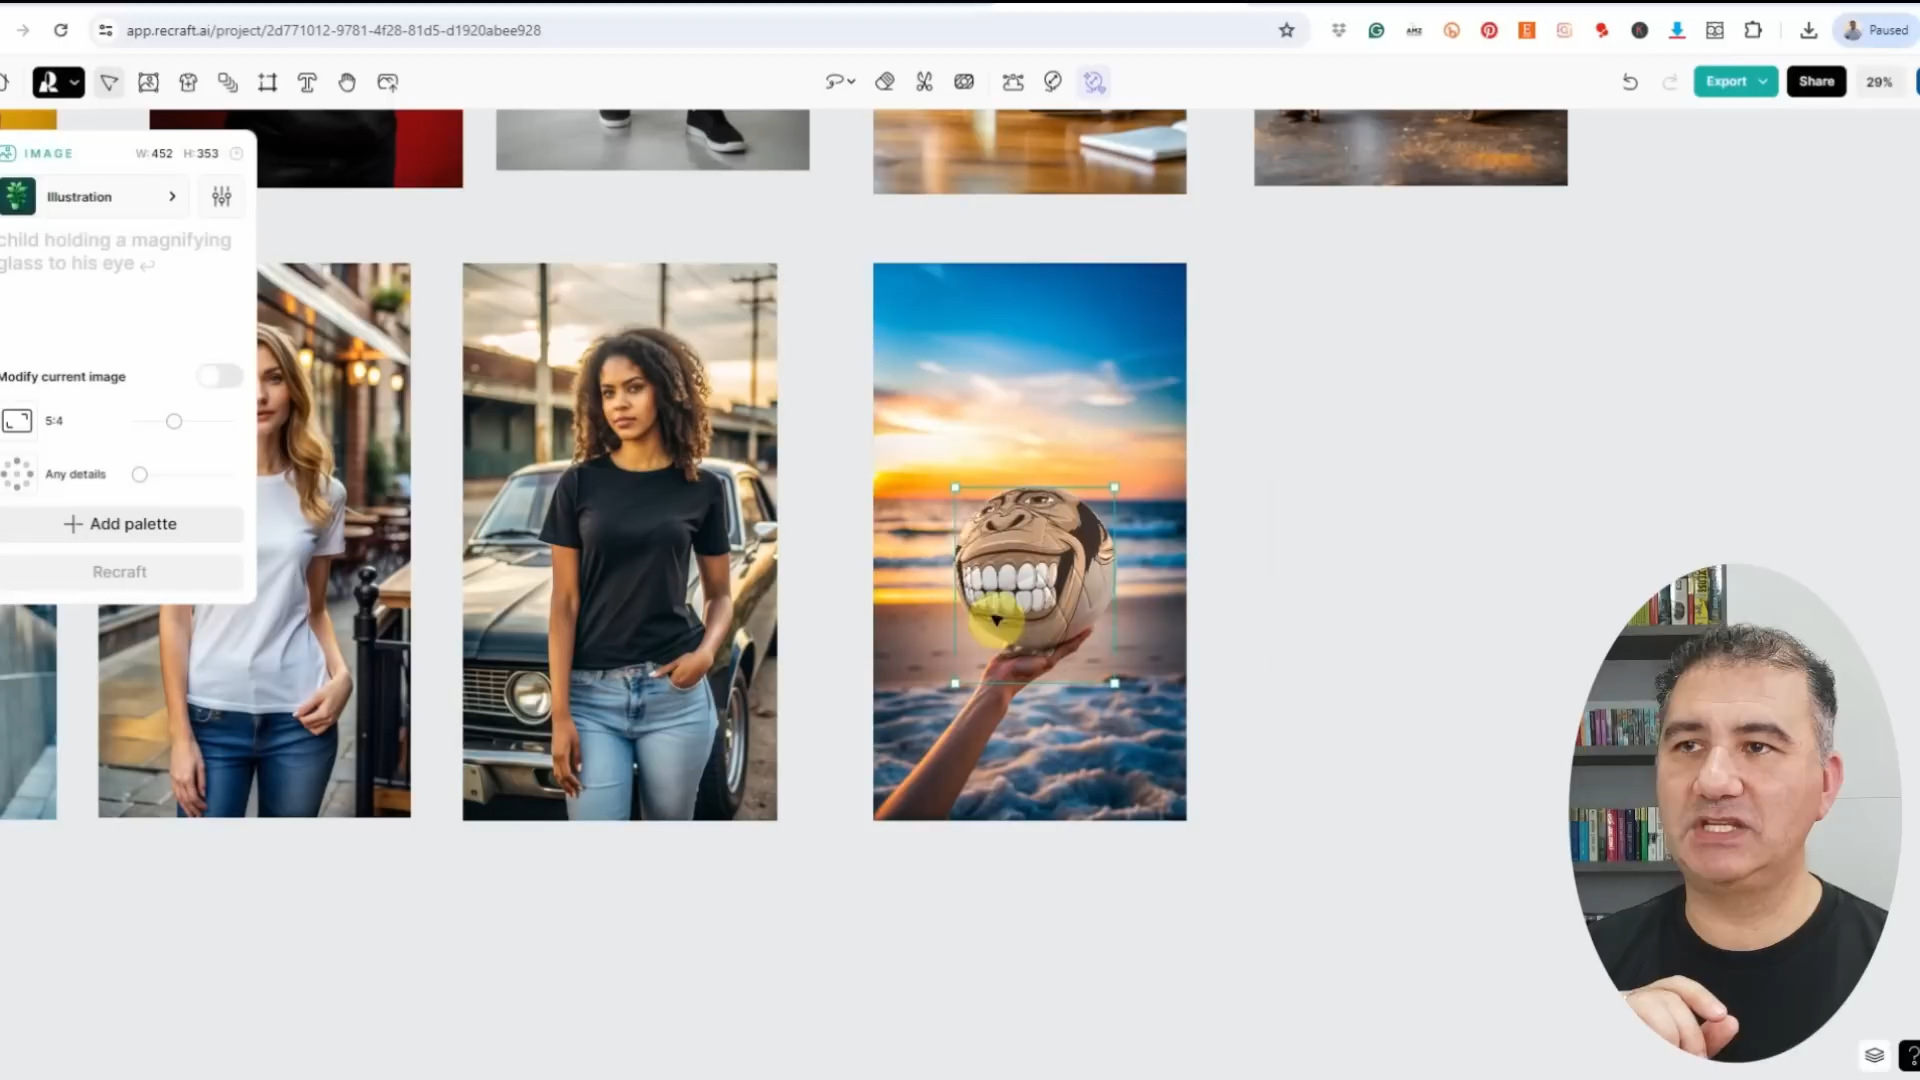 app.recraft.ai/project/2d771012-9781-4f28-81d5-d1920abee928
AMZ
Paused
Export
Share
29%
IMAGE
W: 452 H: 353
Illustration
child holding a magnifying
glass to his eye
Modify current image
5:4
Any details
+ Add palette
Recraft
?